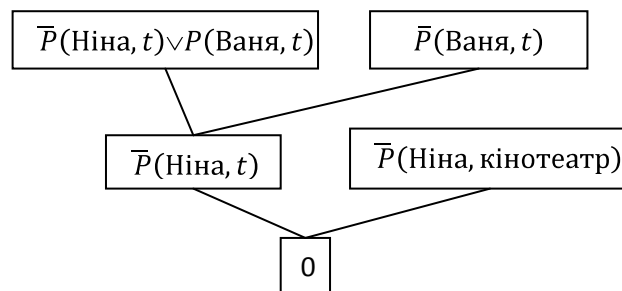 P̅(Ніна, t)∨P(Ваня, t)
P̅(Ваня, t)
P̅(Ніна, t)
P̅(Ніна, кінотеатр)
0